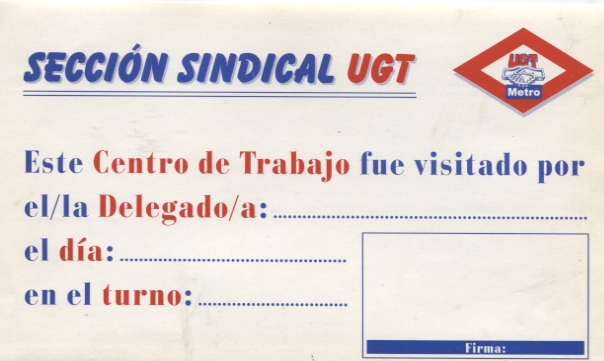 SECCIÓN SINDICAL UGT
UGT
Metro
Este Centro de Trabajo fue visitado por
el/la Delegado/a:
el día:
en el turno:
Firma: